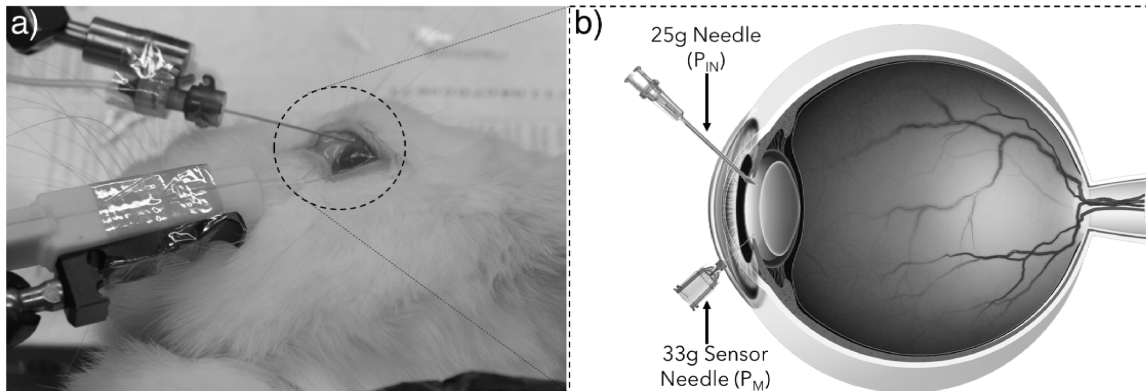 a)
b)
25g Needle
(P_IN)
33g Sensor
Needle (P_M)